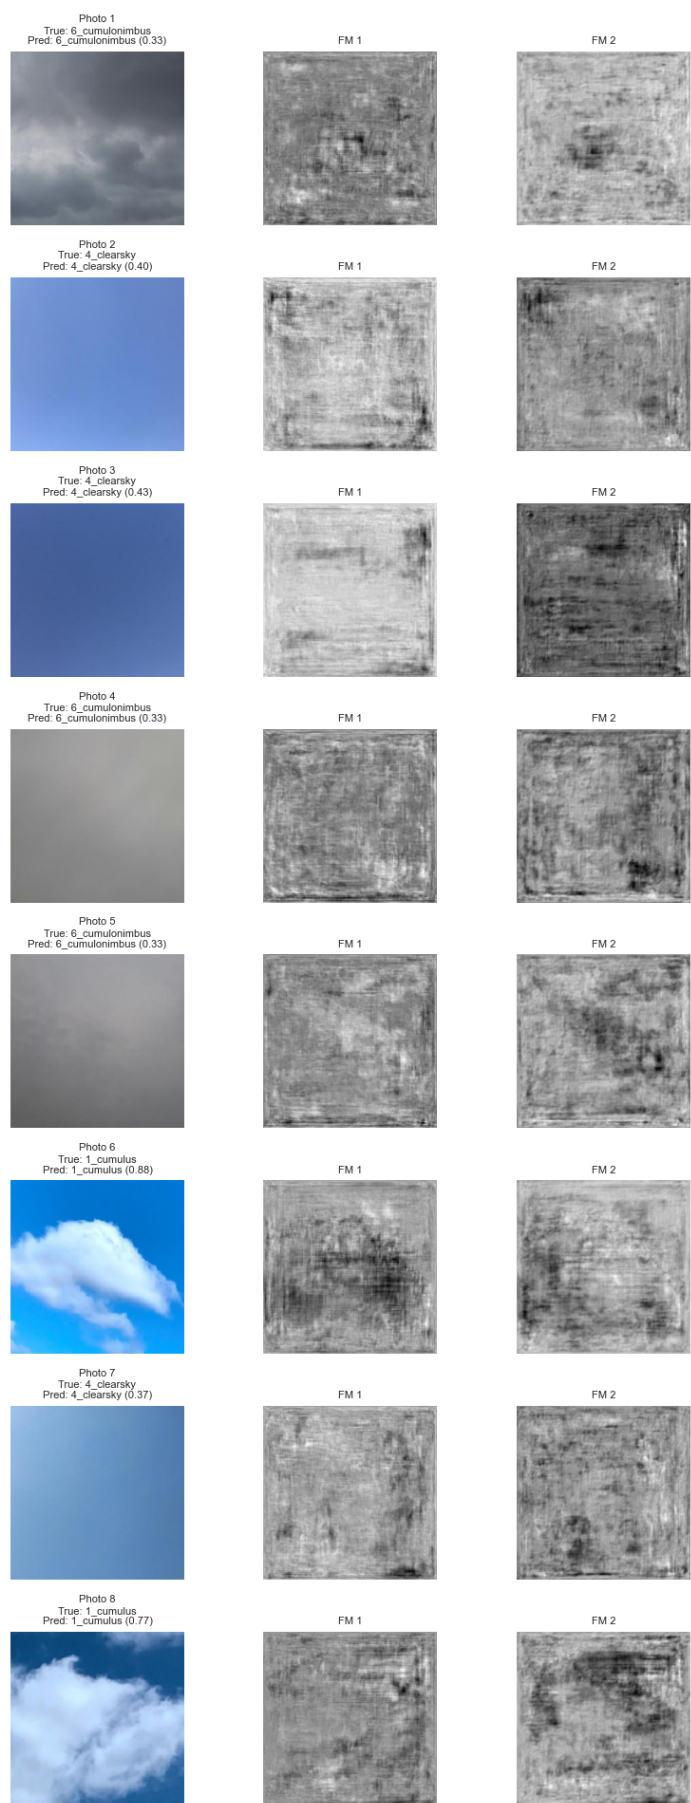 Photo 1
True: 6_cumulonimbus
Pred: 6_cumulonimbus (0.33)
FM 1
FM 2
Photo 2
True: 4_clearsky
Pred: 4_clearsky (0.40)
FM 1
FM 2
Photo 3
True: 4_clearsky
Pred: 4_clearsky (0.43)
FM 1
FM 2
Photo 4
True: 6_cumulonimbus
Pred: 6_cumulonimbus (0.33)
FM 1
FM 2
Photo 5
True: 6_cumulonimbus
Pred: 6_cumulonimbus (0.33)
FM 1
FM 2
Photo 6
True: 1_cumulus
Pred: 1_cumulus (0.88)
FM 1
FM 2
Photo 7
True: 4_clearsky
Pred: 4_clearsky (0.37)
FM 1
FM 2
Photo 8
True: 1_cumulus
Pred: 1_cumulus (0.77)
FM 1
FM 2